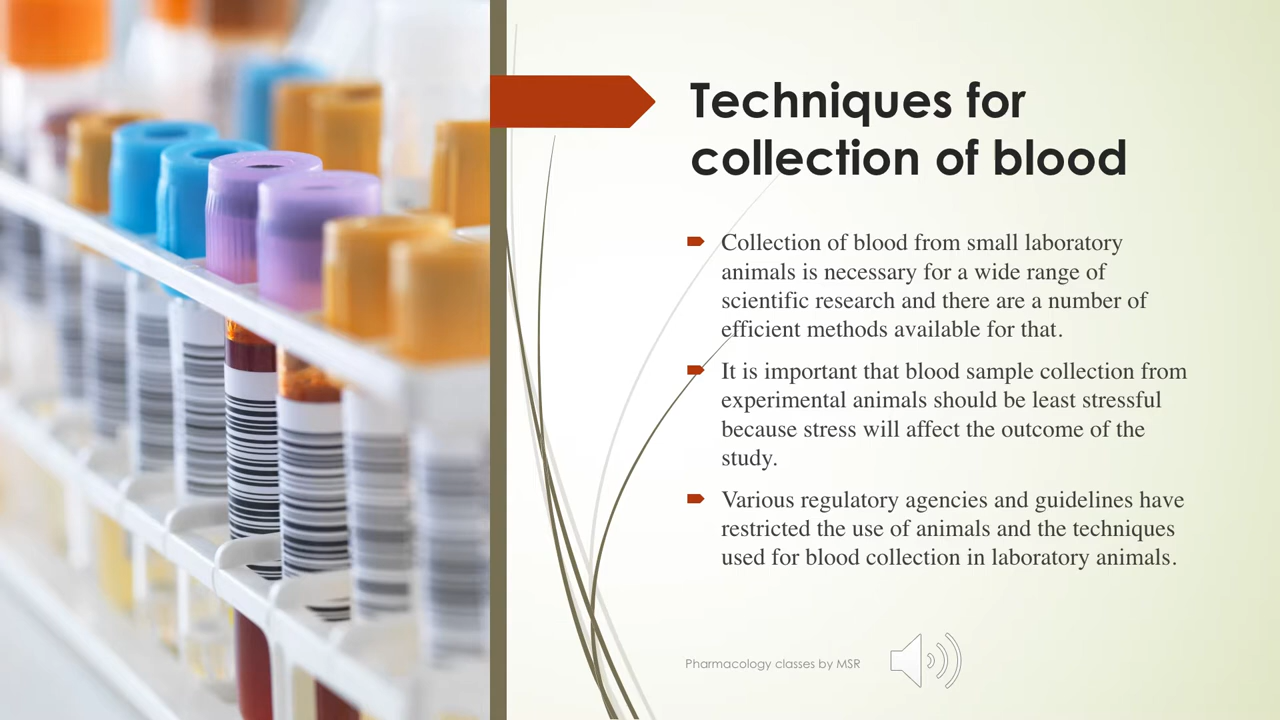 Techniques for
collection of blood
Collection of blood from small laboratory
animals is necessary for a wide range of
scientific research and there are a number of
efficient methods available for that.
It is important that blood sample collection from
experimental animals should be least stressful
because stress will affect the outcome of the
study.
Various regulatory agencies and guidelines have
restricted the use of animals and the techniques
used for blood collection in laboratory animals.
Pharmacology classes by MSR